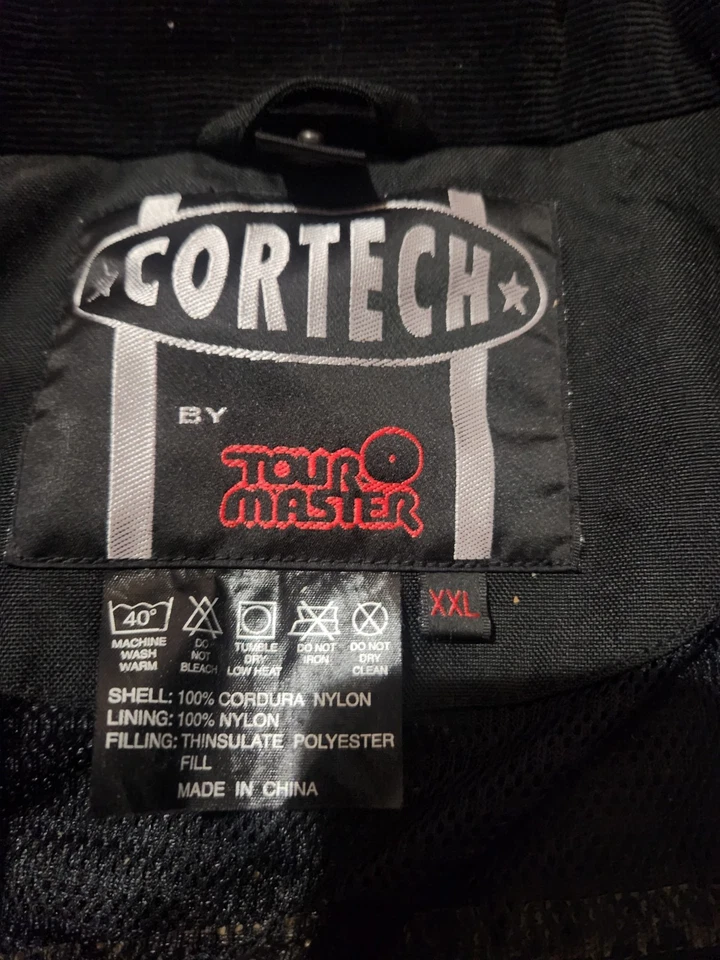 CORTECH
BY
TOUR
MASTER
XXL
40°
MACHINE
WASH
WARM
DO
NOT
BLEACH
TUMBLE
DRY
LOW HEAT
DO NOT
IRON
DO NOT
DRY
CLEAN
SHELL: 100% CORDURA NYLON
LINING: 100% NYLON
FILLING: THINSULATE POLYESTER
FILL
MADE IN CHINA